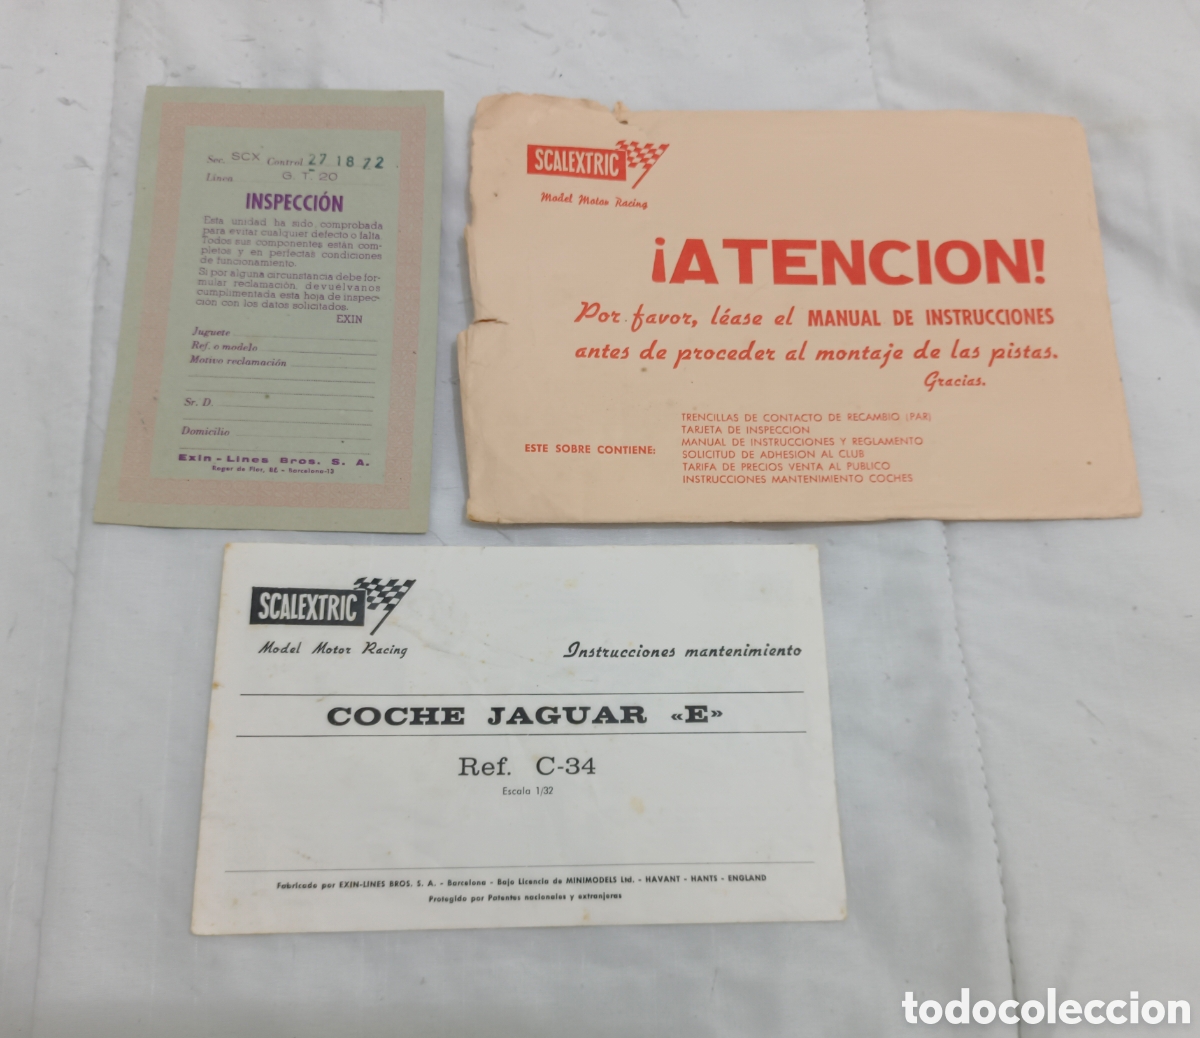 Sec. SCX Control 27 18 72
Línea G. T. 20
INSPECCIÓN
Esta unidad ha sido comprobada
para evitar cualquier defecto o falta.
Todos sus componentes están com-
pletos y en perfectas condiciones
de funcionamiento.
Si por alguna circunstancia debe for-
mular reclamación, devuélvanos
cumplimentada esta hoja de inspec-
ción con los datos solicitados.
EXIN
Juguete
Ref. o modelo
Motivo reclamación
Sr. D.
Domicilio
Exin - Lines Bros. S. A.
Roger de Flor, BE - Barcelona-13
SCALEXTRIC
Model Motor Racing
¡ATENCION!
Por favor, léase el MANUAL DE INSTRUCCIONES
antes de proceder al montaje de las pistas.
Gracias.
ESTE SOBRE CONTIENE:
TRENCILLAS DE CONTACTO DE RECAMBIO (PAR)
TARJETA DE INSPECCION
MANUAL DE INSTRUCCIONES Y REGLAMENTO
SOLICITUD DE ADHESION AL CLUB
TARIFA DE PRECIOS VENTA AL PUBLICO
INSTRUCCIONES MANTENIMIENTO COCHES
SCALEXTRIC
Model Motor Racing
Instrucciones mantenimiento
COCHE JAGUAR «E»
Ref. C-34
Escala 1/32
Fabricado por EXIN-LINES BROS. S. A. - Barcelona - Bajo Licencia de MINIMODELS Ltd. - HAVANT - HANTS - ENGLAND
Protegido por Patentes nacionales y extranjeras
todocoleccion